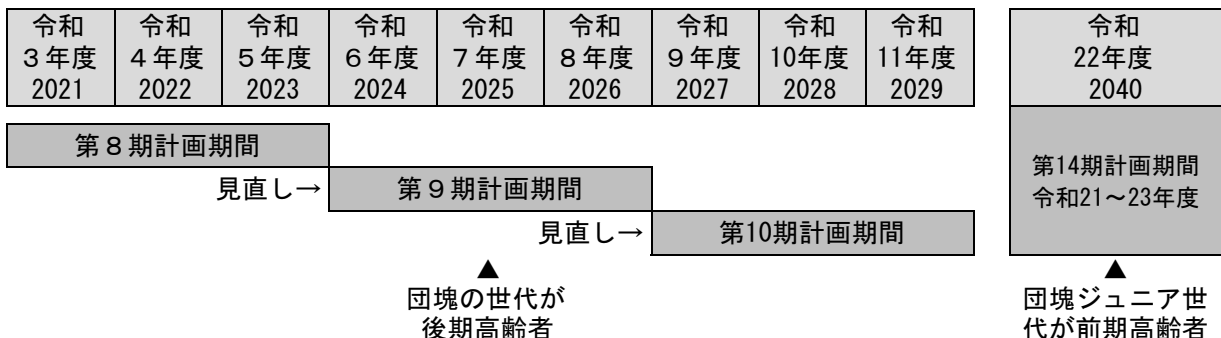 令和 令和 令和 令和 令和 令和 令和 令和 令和 令和
３年度 ４年度 ５年度 ６年度 ７年度 ８年度 ９年度 10年度 11年度 22年度
2021 2022 2023 2024 2025 2026 2027 2028 2029 2040
第８期計画期間
見直し→ 第９期計画期間
見直し→ 第10期計画期間
第14期計画期間
令和21～23年度
▲
団塊の世代が
後期高齢者
▲
団塊ジュニア世
代が前期高齢者